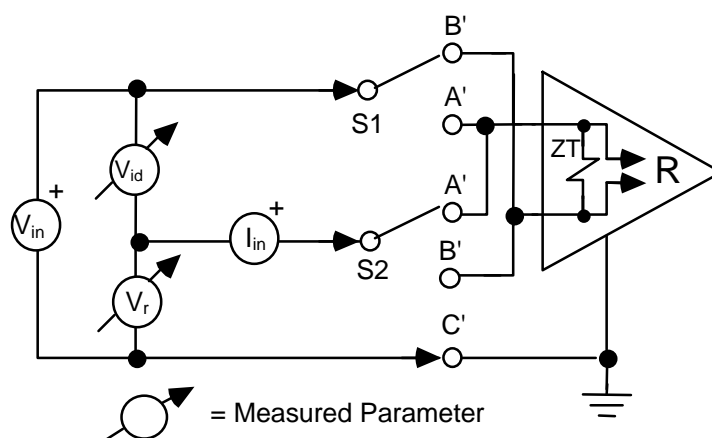 B'
S1
A'
ZT
R
Vid
Vin
+
Iin
+
A'
S2
B'
Vr
C'
= Measured Parameter